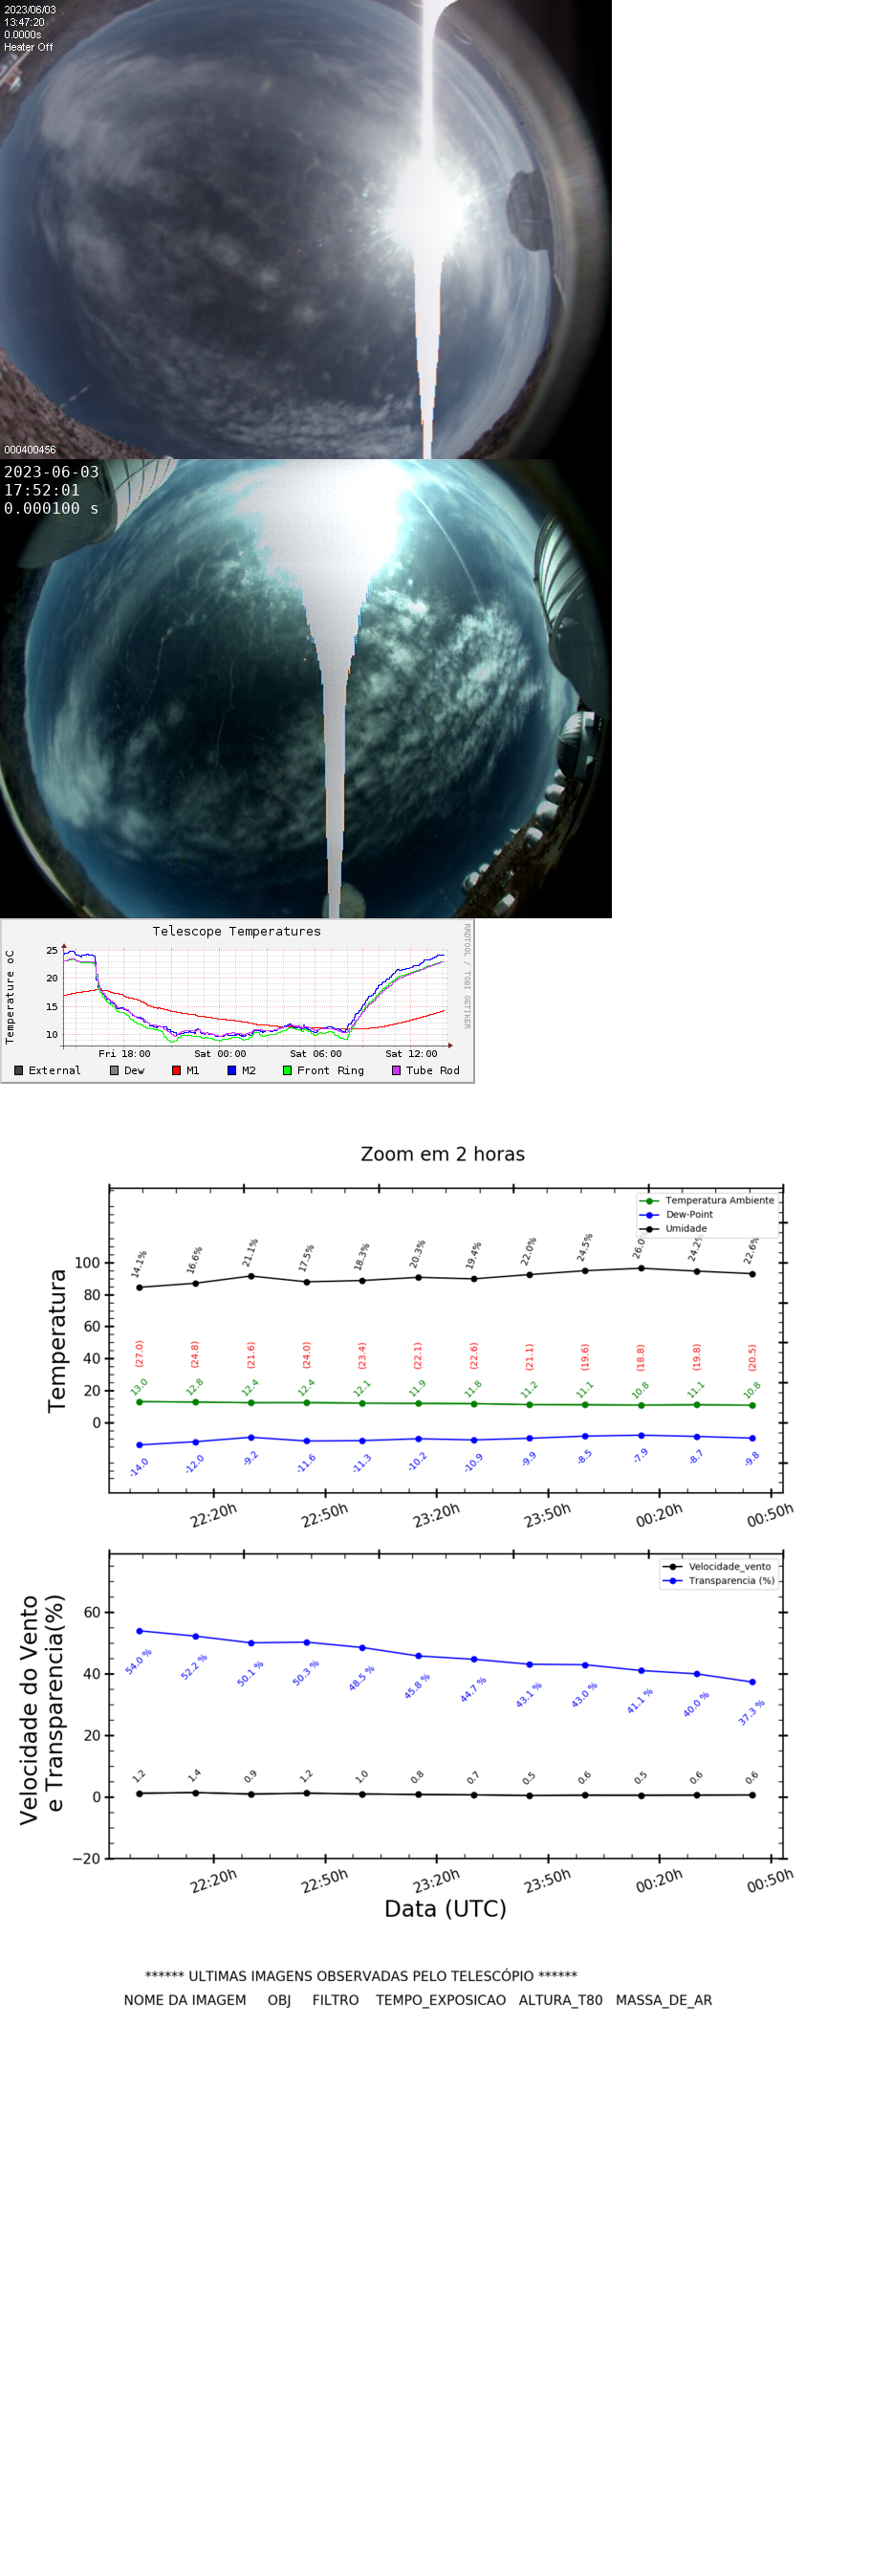 2023/06/03
13:47:20
0.0000s
Heater Off
000400456
2023-06-03
17:52:01
0.000100 s
Telescope Temperatures
RRDTOOL / TOBI OETIKER
Temperature oC
25
20
15
10
Fri 18:00 Sat 00:00 Sat 06:00 Sat 12:00
External Dew M1 M2 Front Ring Tube Rod
Zoom em 2 horas
Temperatura Ambiente
Dew-Point
Umidade
Temperatura
100
80
60
40
20
0
14.1% 16.6% 21.1% 17.5% 18.3% 20.3% 19.4% 22.0% 24.5% 26.0 24.2% 22.6%
(27.0) (24.8) (21.6) (24.0) (23.4) (22.1) (22.6) (21.1) (19.6) (18.8) (19.8) (20.5)
13.0 12.8 12.4 12.4 12.1 11.9 11.8 11.2 11.1 10.8 11.1 10.8
-14.0 -12.0 -9.2 -11.6 -11.3 -10.2 -10.9 -9.9 -8.5 -7.9 -8.7 -9.8
22:20h 22:50h 23:20h 23:50h 00:20h 00:50h
Velocidade_vento
Transparencia (%)
Velocidade do Vento
e Transparencia(%)
60
40
20
0
−20
54.0 % 52.2 % 50.1 % 50.3 % 48.5 % 45.8 % 44.7 % 43.1 % 43.0 % 41.1 % 40.0 % 37.3 %
1.2 1.4 0.9 1.2 1.0 0.8 0.7 0.5 0.6 0.5 0.6 0.6
22:20h 22:50h 23:20h 23:50h 00:20h 00:50h
Data (UTC)
****** ULTIMAS IMAGENS OBSERVADAS PELO TELESCÓPIO ******
NOME DA IMAGEM OBJ FILTRO TEMPO_EXPOSICAO ALTURA_T80 MASSA_DE_AR